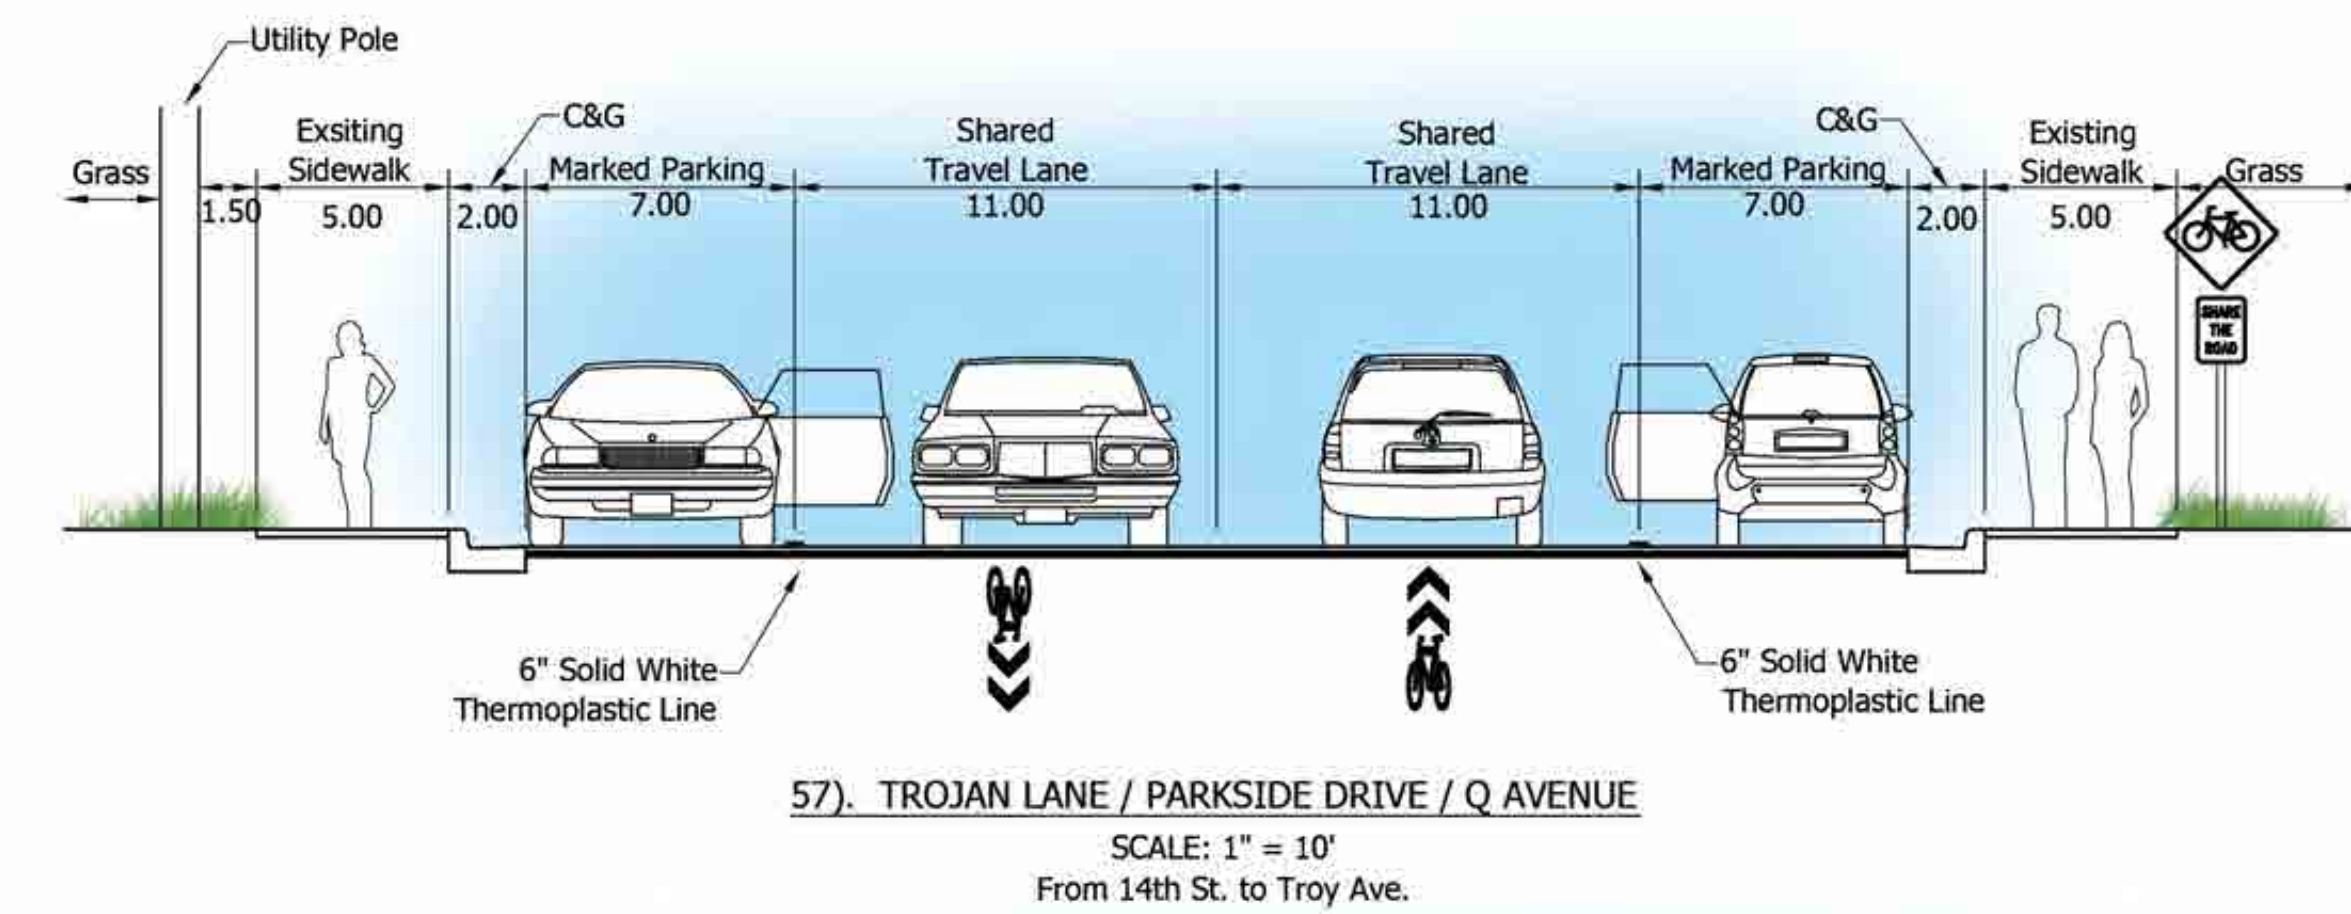 Utility Pole
C&G
C&G
Exsiting
Sidewalk
Shared
Travel Lane
Shared
Travel Lane
Existing
Sidewalk
Grass
Marked Parking
Marked Parking
Grass
1.50
5.00
2.00
7.00
11.00
11.00
7.00
2.00
5.00
SHARE
THE
ROAD
6" Solid White
Thermoplastic Line
6" Solid White
Thermoplastic Line
57). TROJAN LANE / PARKSIDE DRIVE / Q AVENUE
SCALE: 1" = 10'
From 14th St. to Troy Ave.